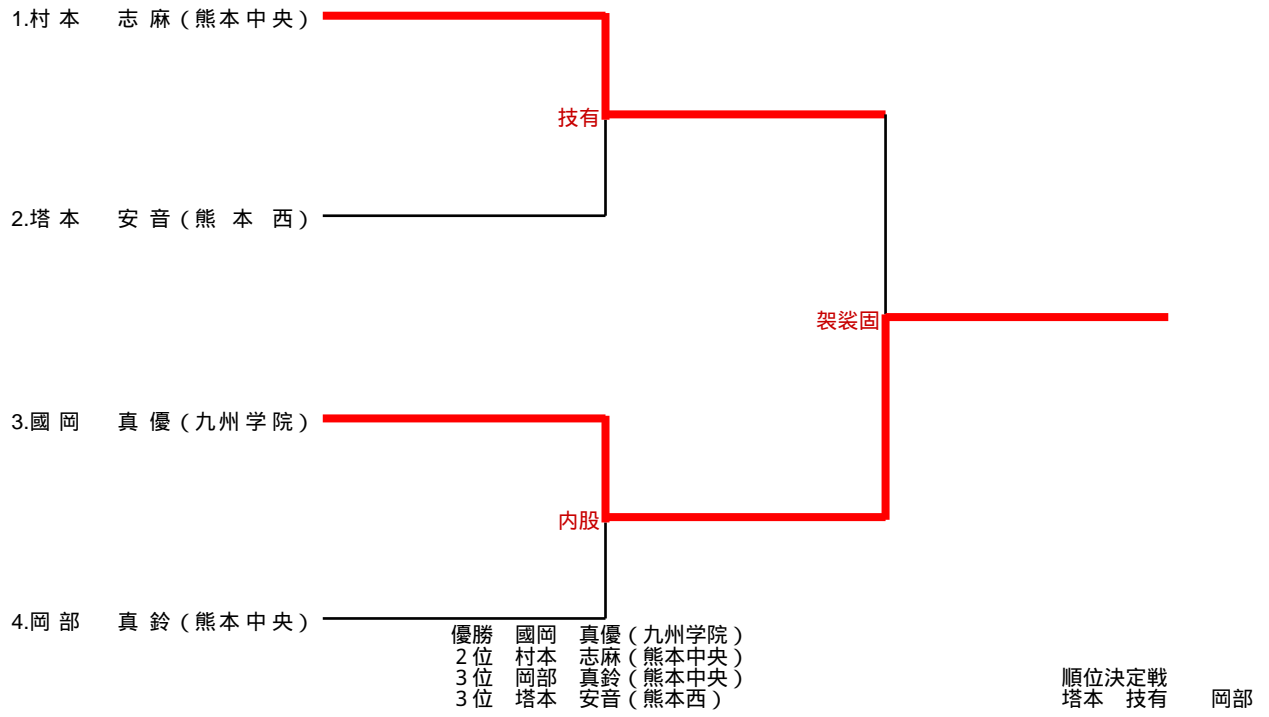 1.村本 志麻(熊本中央)
技有
2.塔本 安音(熊本西)
袈裟固
3.國岡 真優(九州学院)
内股
4.岡部 真鈴(熊本中央)
優勝 國岡 真優(九州学院)
2位 村本 志麻(熊本中央)
3位 岡部 真鈴(熊本中央)
3位 塔本 安音(熊本西)
順位決定戦
塔本 技有 岡部